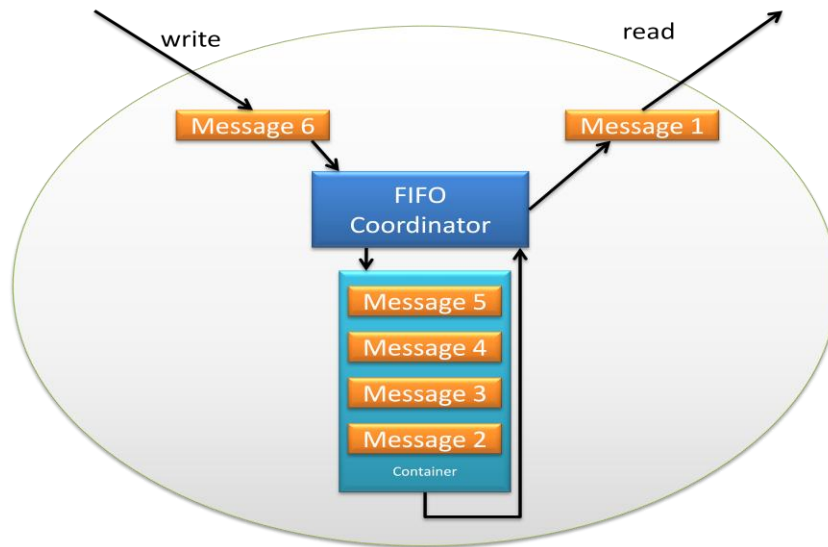 write
read
Message 6
Message 1
FIFO
Coordinator
Message 5
Message 4
Message 3
Message 2
Container